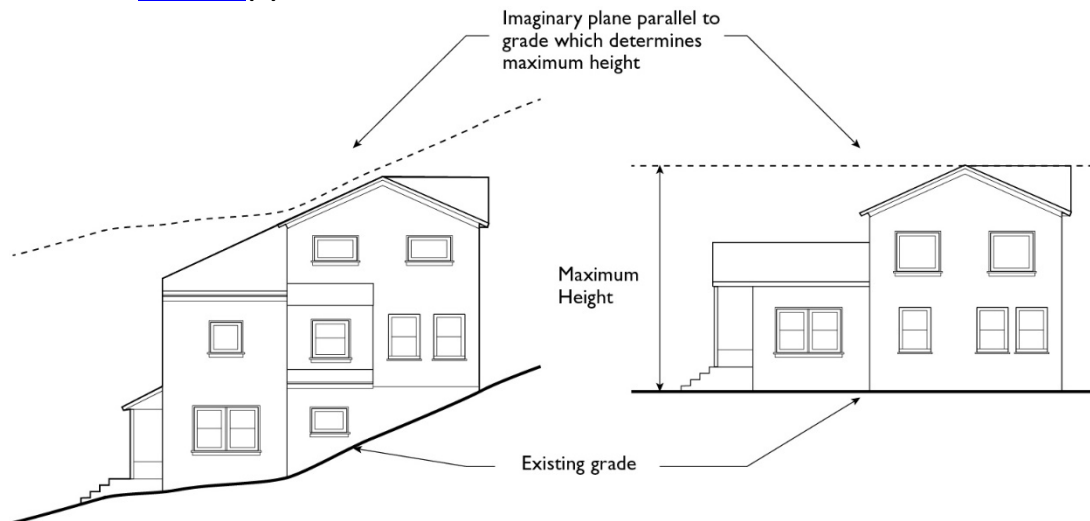 Imaginary plane parallel to
grade which determines
maximum height
Maximum
Height
Existing grade